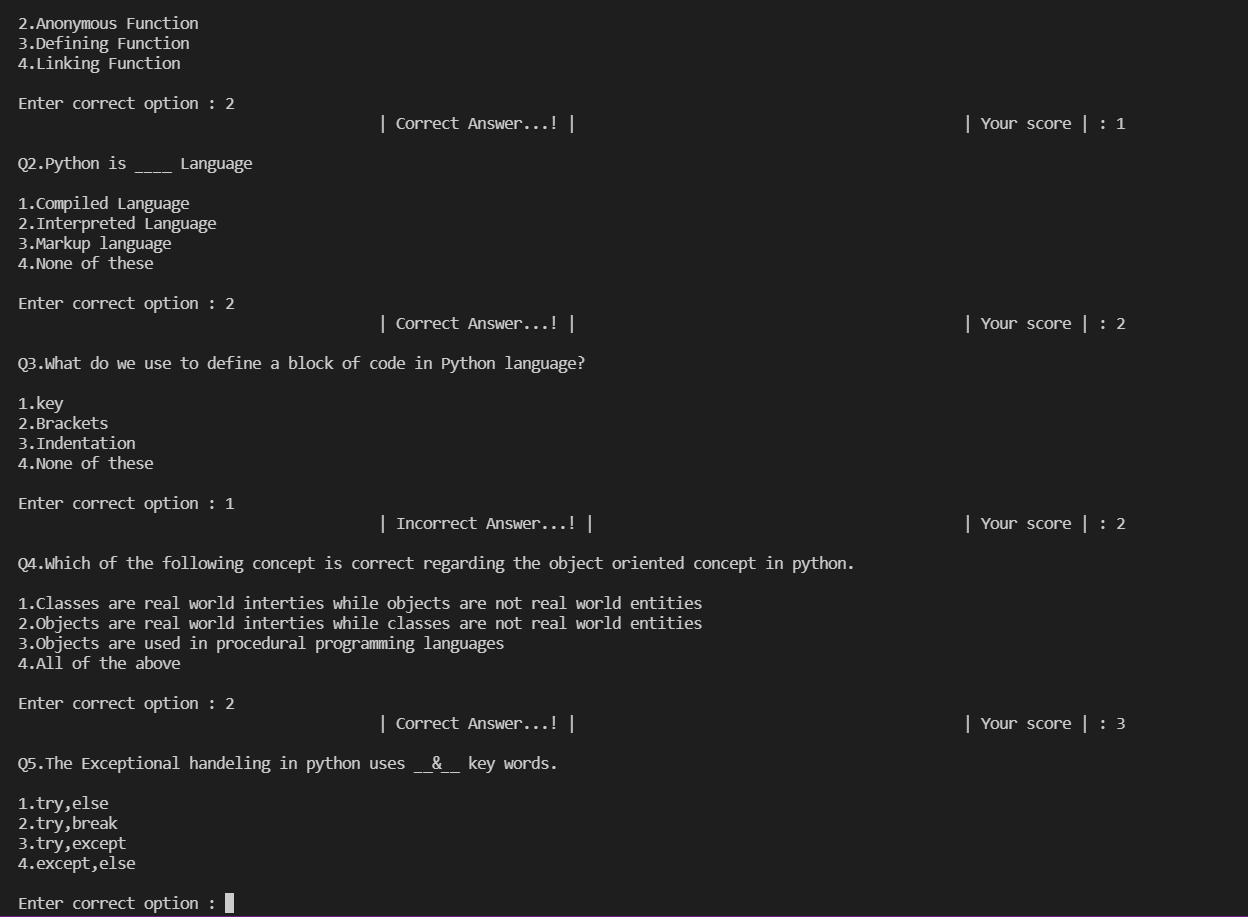 2.Anonymous Function
3.Defining Function
4.Linking Function
Enter correct option : 2
| Correct Answer...! | | Your score | : 1
Q2.Python is ____ Language
1.Compiled Language
2.Interpreted Language
3.Markup language
4.None of these
Enter correct option : 2
| Correct Answer...! | | Your score | : 2
Q3.What do we use to define a block of code in Python language?
1.key
2.Brackets
3.Indentation
4.None of these
Enter correct option : 1
| Incorrect Answer...! | | Your score | : 2
Q4.Which of the following concept is correct regarding the object oriented concept in python.
1.Classes are real world interties while objects are not real world entities
2.Objects are real world interties while classes are not real world entities
3.Objects are used in procedural programming languages
4.All of the above
Enter correct option : 2
| Correct Answer...! | | Your score | : 3
Q5.The Exceptional handeling in python uses __&__ key words.
1.try,else
2.try,break
3.try,except
4.except,else
Enter correct option :